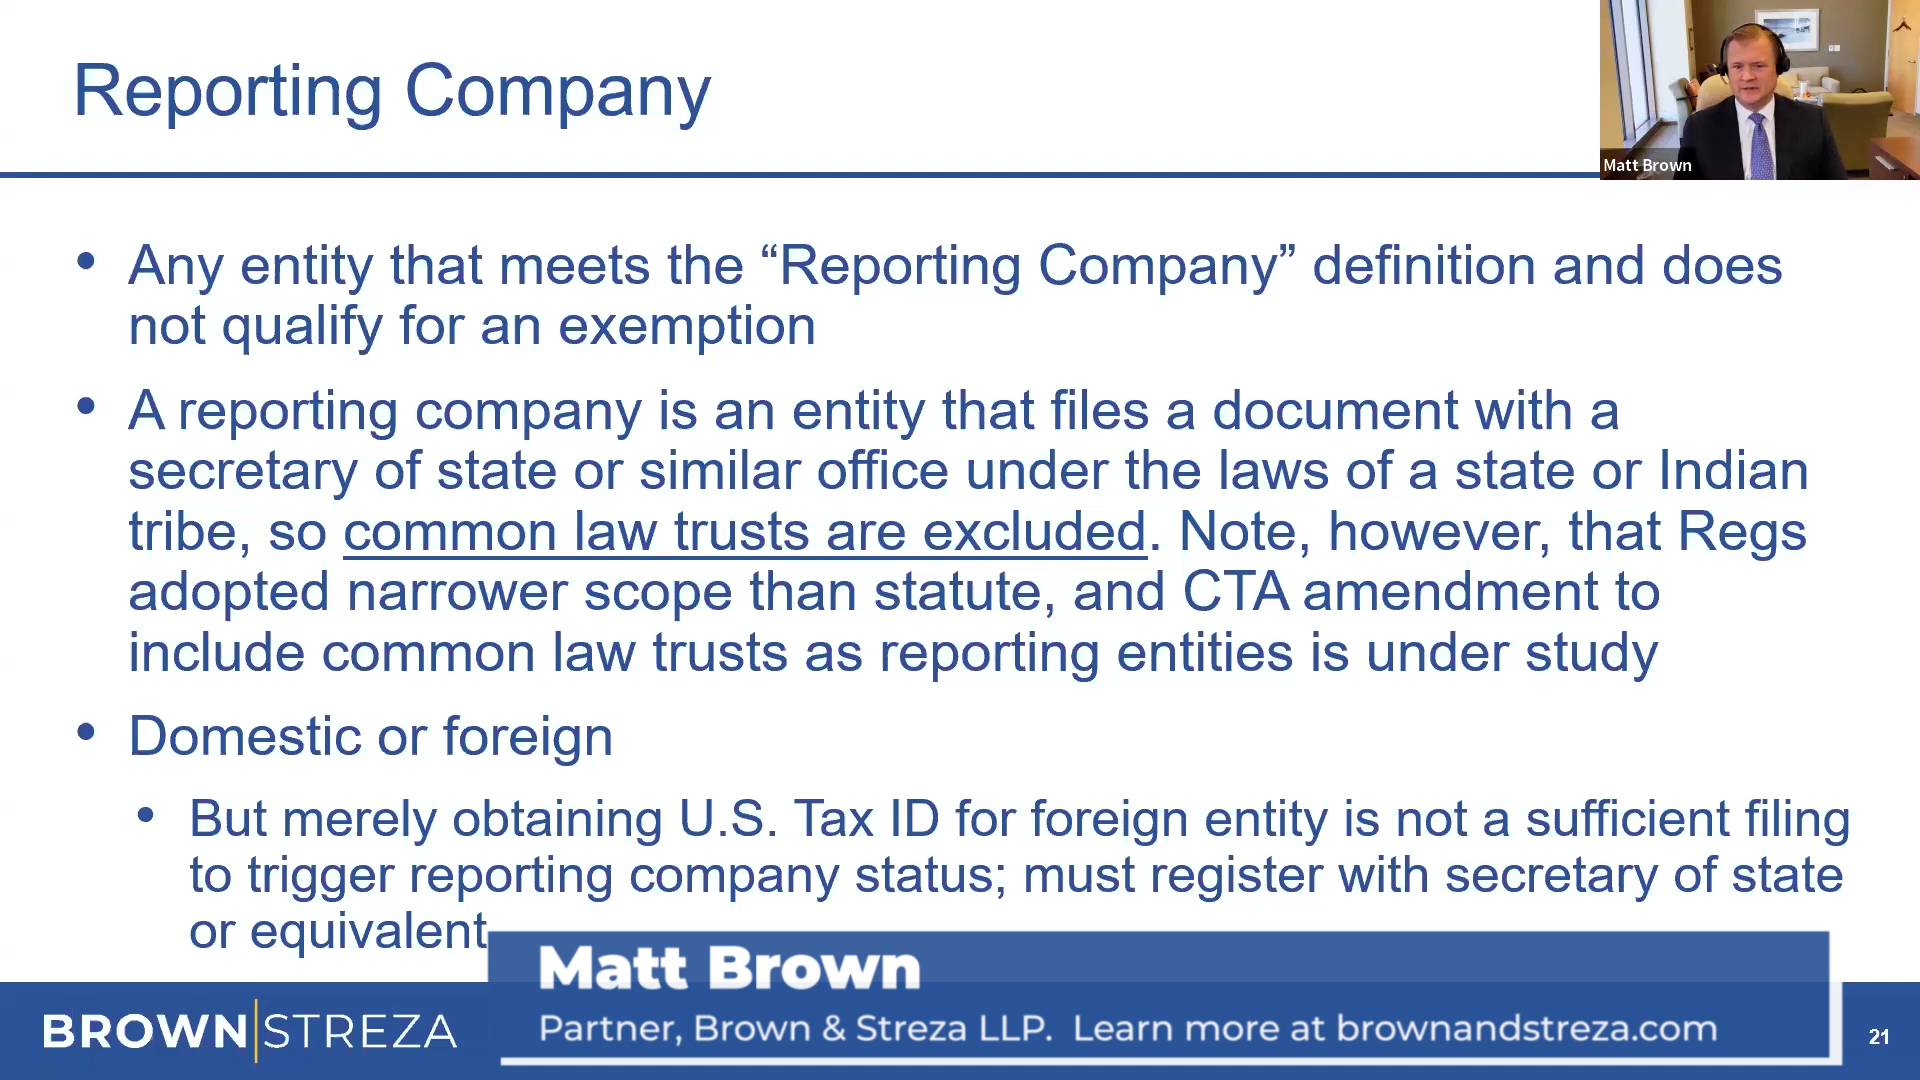 Reporting Company
Matt Brown
• Any entity that meets the “Reporting Company” definition and does
not qualify for an exemption
• A reporting company is an entity that files a document with a
secretary of state or similar office under the laws of a state or Indian
tribe, so common law trusts are excluded. Note, however, that Regs
adopted narrower scope than statute, and CTA amendment to
include common law trusts as reporting entities is under study
• Domestic or foreign
• But merely obtaining U.S. Tax ID for foreign entity is not a sufficient filing
to trigger reporting company status; must register with secretary of state
or equivalent
Matt Brown
Partner, Brown & Streza LLP. Learn more at brownandstreza.com
BROWN|STREZA
21